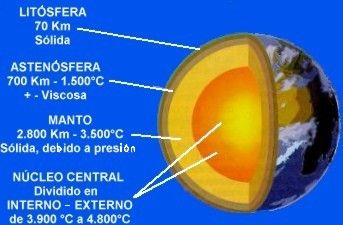 LITÓSFERA
70 Km
Sólida
ASTENÓSFERA
700 Km - 1.500°C
+ - Viscosa
MANTO
2.800 Km - 3.500°C
Sólida, debido a presión
NÚCLEO CENTRAL
Dividido en
INTERNO – EXTERNO
de 3.900 °C a 4.800°C